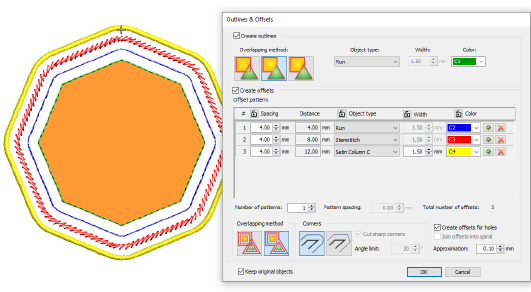 Outlines & Offsets
Create outlines
Overlapping method: Object type: Width: Color:
Run 1.50 mm C1
Create offsets
Offset pattern:
# Spacing Distance Object type Width Color
1 4.00 mm 4.00 mm Run 1.50 mm C2
2 4.00 mm 8.00 mm Stemstitch 1.50 mm C3
3 4.00 mm 12.00 mm Satin Column C 1.50 mm C4
Number of patterns: 1 Pattern spacing: 6.00 mm Total number of offsets: 3
Overlapping method Corners
Cut sharp corners
Angle limit: 20 °
Create offsets for holes
Join offsets into spiral
Approximation: 0.10 mm
Keep original objects OK Cancel